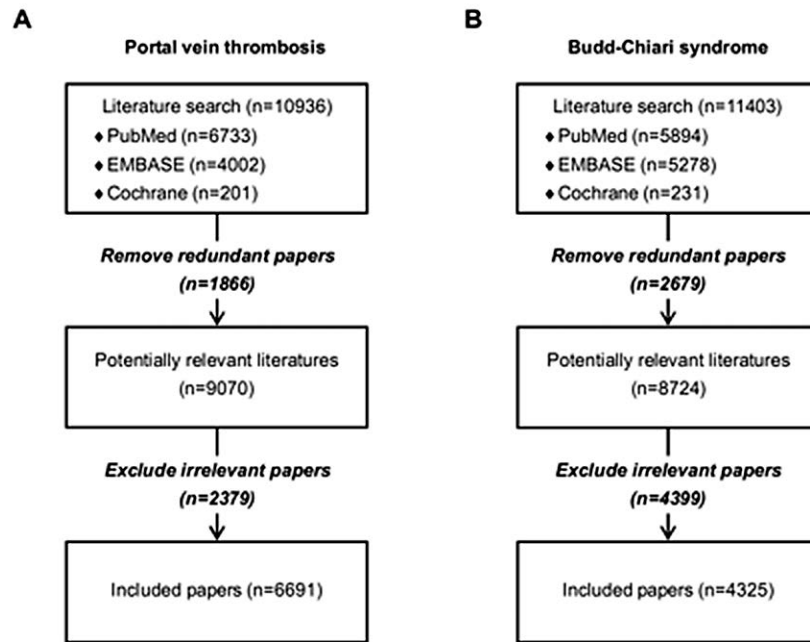 A
Portal vein thrombosis
Literature search (n=10936)
♦ PubMed (n=6733)
♦ EMBASE (n=4002)
♦ Cochrane (n=201)
Remove redundant papers
(n=1866)
Potentially relevant literatures
(n=9070)
Exclude irrelevant papers
(n=2379)
Included papers (n=6691)
B
Budd-Chiari syndrome
Literature search (n=11403)
♦ PubMed (n=5894)
♦ EMBASE (n=5278)
♦ Cochrane (n=231)
Remove redundant papers
(n=2679)
Potentially relevant literatures
(n=8724)
Exclude irrelevant papers
(n=4399)
Included papers (n=4325)